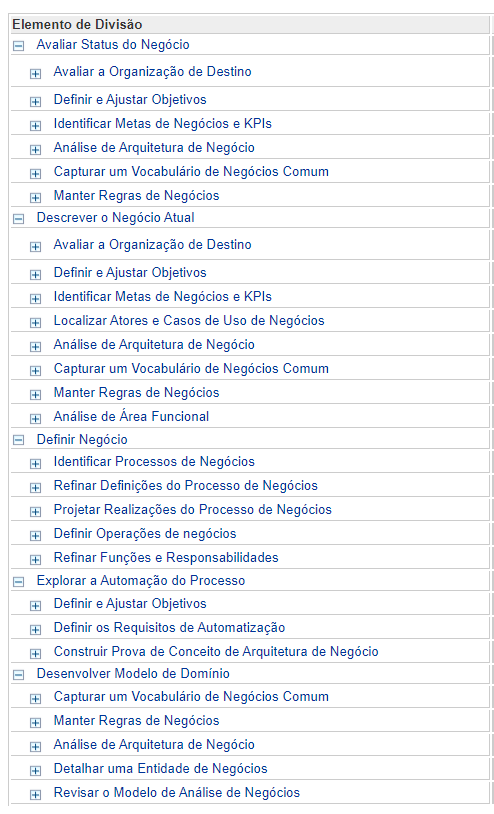 Elemento de Divisão
Avaliar Status do Negócio
Avaliar a Organização de Destino
Definir e Ajustar Objetivos
Identificar Metas de Negócios e KPIs
Análise de Arquitetura de Negócio
Capturar um Vocabulário de Negócios Comum
Manter Regras de Negócios
Descrever o Negócio Atual
Avaliar a Organização de Destino
Definir e Ajustar Objetivos
Identificar Metas de Negócios e KPIs
Localizar Atores e Casos de Uso de Negócios
Análise de Arquitetura de Negócio
Capturar um Vocabulário de Negócios Comum
Manter Regras de Negócios
Análise de Área Funcional
Definir Negócio
Identificar Processos de Negócios
Refinar Definições do Processo de Negócios
Projetar Realizações do Processo de Negócios
Definir Operações de negócios
Refinar Funções e Responsabilidades
Explorar a Automação do Processo
Definir e Ajustar Objetivos
Definir os Requisitos de Automatização
Construir Prova de Conceito de Arquitetura de Negócio
Desenvolver Modelo de Domínio
Capturar um Vocabulário de Negócios Comum
Manter Regras de Negócios
Análise de Arquitetura de Negócio
Detalhar uma Entidade de Negócios
Revisar o Modelo de Análise de Negócios